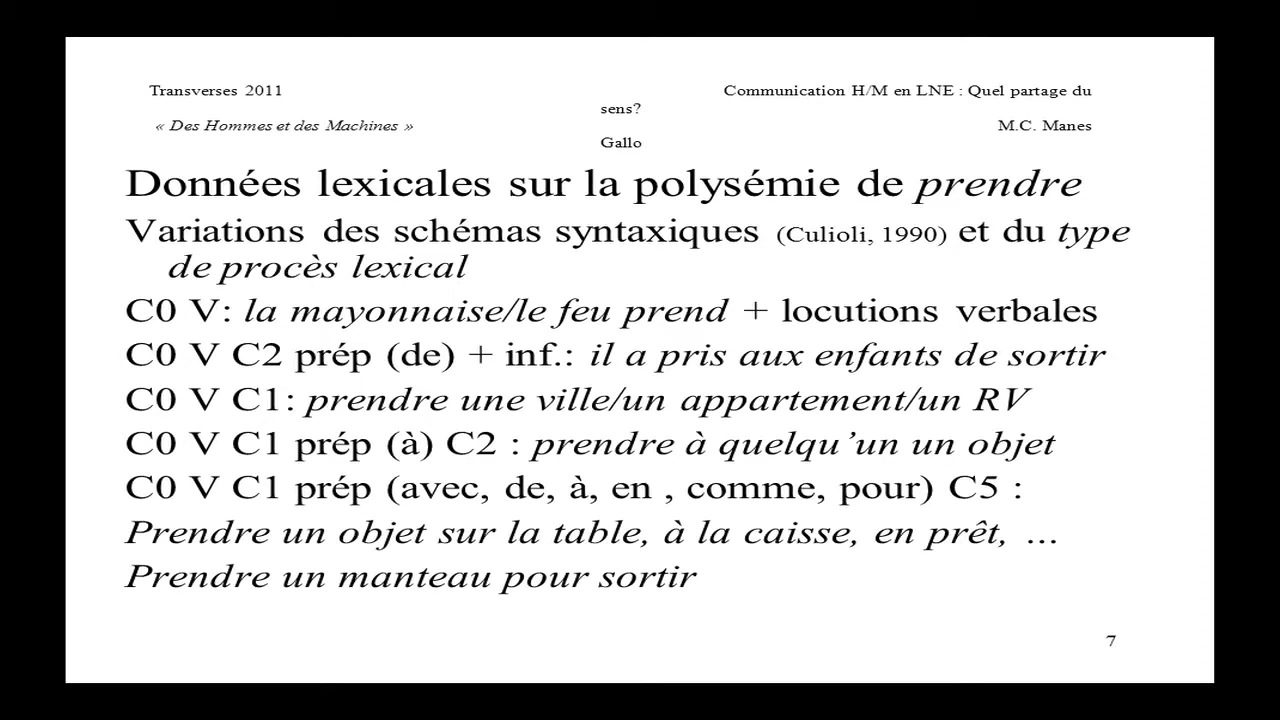 Transverses 2011 Communication H/M en LNE : Quel partage du
sens?
« Des Hommes et des Machines » M.C. Manes
Gallo
Données lexicales sur la polysémie de prendre
Variations des schémas syntaxiques (Culioli, 1990) et du type
de procès lexical
C0 V: la mayonnaise/le feu prend + locutions verbales
C0 V C2 prép (de) + inf.: il a pris aux enfants de sortir
C0 V C1: prendre une ville/un appartement/un RV
C0 V C1 prép (à) C2 : prendre à quelqu’un un objet
C0 V C1 prép (avec, de, à, en , comme, pour) C5 :
Prendre un objet sur la table, à la caisse, en prêt, ...
Prendre un manteau pour sortir
7